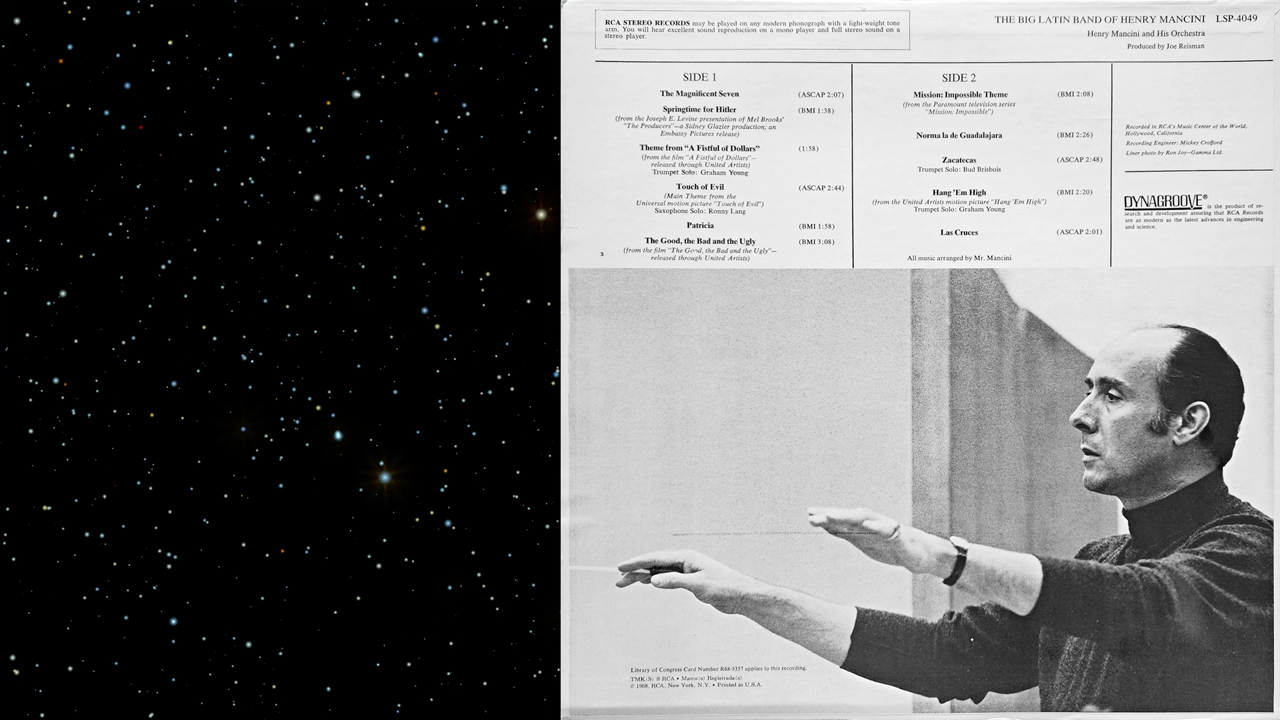 RCA STEREO RECORDS may be played on any modern phonograph with a light-weight tone
arm. You will hear excellent sound reproduction on a mono player and full stereo sound on a
stereo player.
THE BIG LATIN BAND OF HENRY MANCINI LSP-4049
Henry Mancini and His Orchestra
Produced by Joe Reisman
SIDE 1
The Magnificent Seven (ASCAP 2:07)
Springtime for Hitler (BMI 1:38)
(from the Joseph E. Levine presentation of Mel Brooks'
"The Producers"—a Sidney Glazier production; an
Embassy Pictures release)
Theme from "A Fistful of Dollars" (1:58)
(from the film "A Fistful of Dollars"—
released through United Artists)
Trumpet Solo: Graham Young
Touch of Evil (ASCAP 2:44)
(Main Theme from the
Universal motion picture "Touch of Evil")
Saxophone Solo: Ronny Lang
Patricia (BMI 1:58)
The Good, the Bad and the Ugly (BMI 3:08)
(from the film "The Good, the Bad and the Ugly"—
released through United Artists)
3
SIDE 2
Mission: Impossible Theme (BMI 2:08)
(from the Paramount television series
"Mission: Impossible")
Norma la de Guadalajara (BMI 2:26)
Zacatecas (ASCAP 2:48)
Trumpet Solo: Bud Brisbois
Hang 'Em High (BMI 2:20)
(from the United Artists motion picture "Hang 'Em High")
Trumpet Solo: Graham Young
Las Cruces (ASCAP 2:01)
All music arranged by Mr. Mancini
Recorded in RCA's Music Center of the World,
Hollywood, California
Recording Engineer: Mickey Crofford
Liner photo by Ron Joy—Gamma Ltd.
DYNAGROOVE® is the product of re-
search and development assuring that RCA Records
are as modern as the latest advances in engineering
and science.
Library of Congress Card Number R68-3357 applies to this recording.
TMK(S) ® RCA • Marca(s) Registrada(s)
© 1968, RCA, New York, N.Y. • Printed in U.S.A.